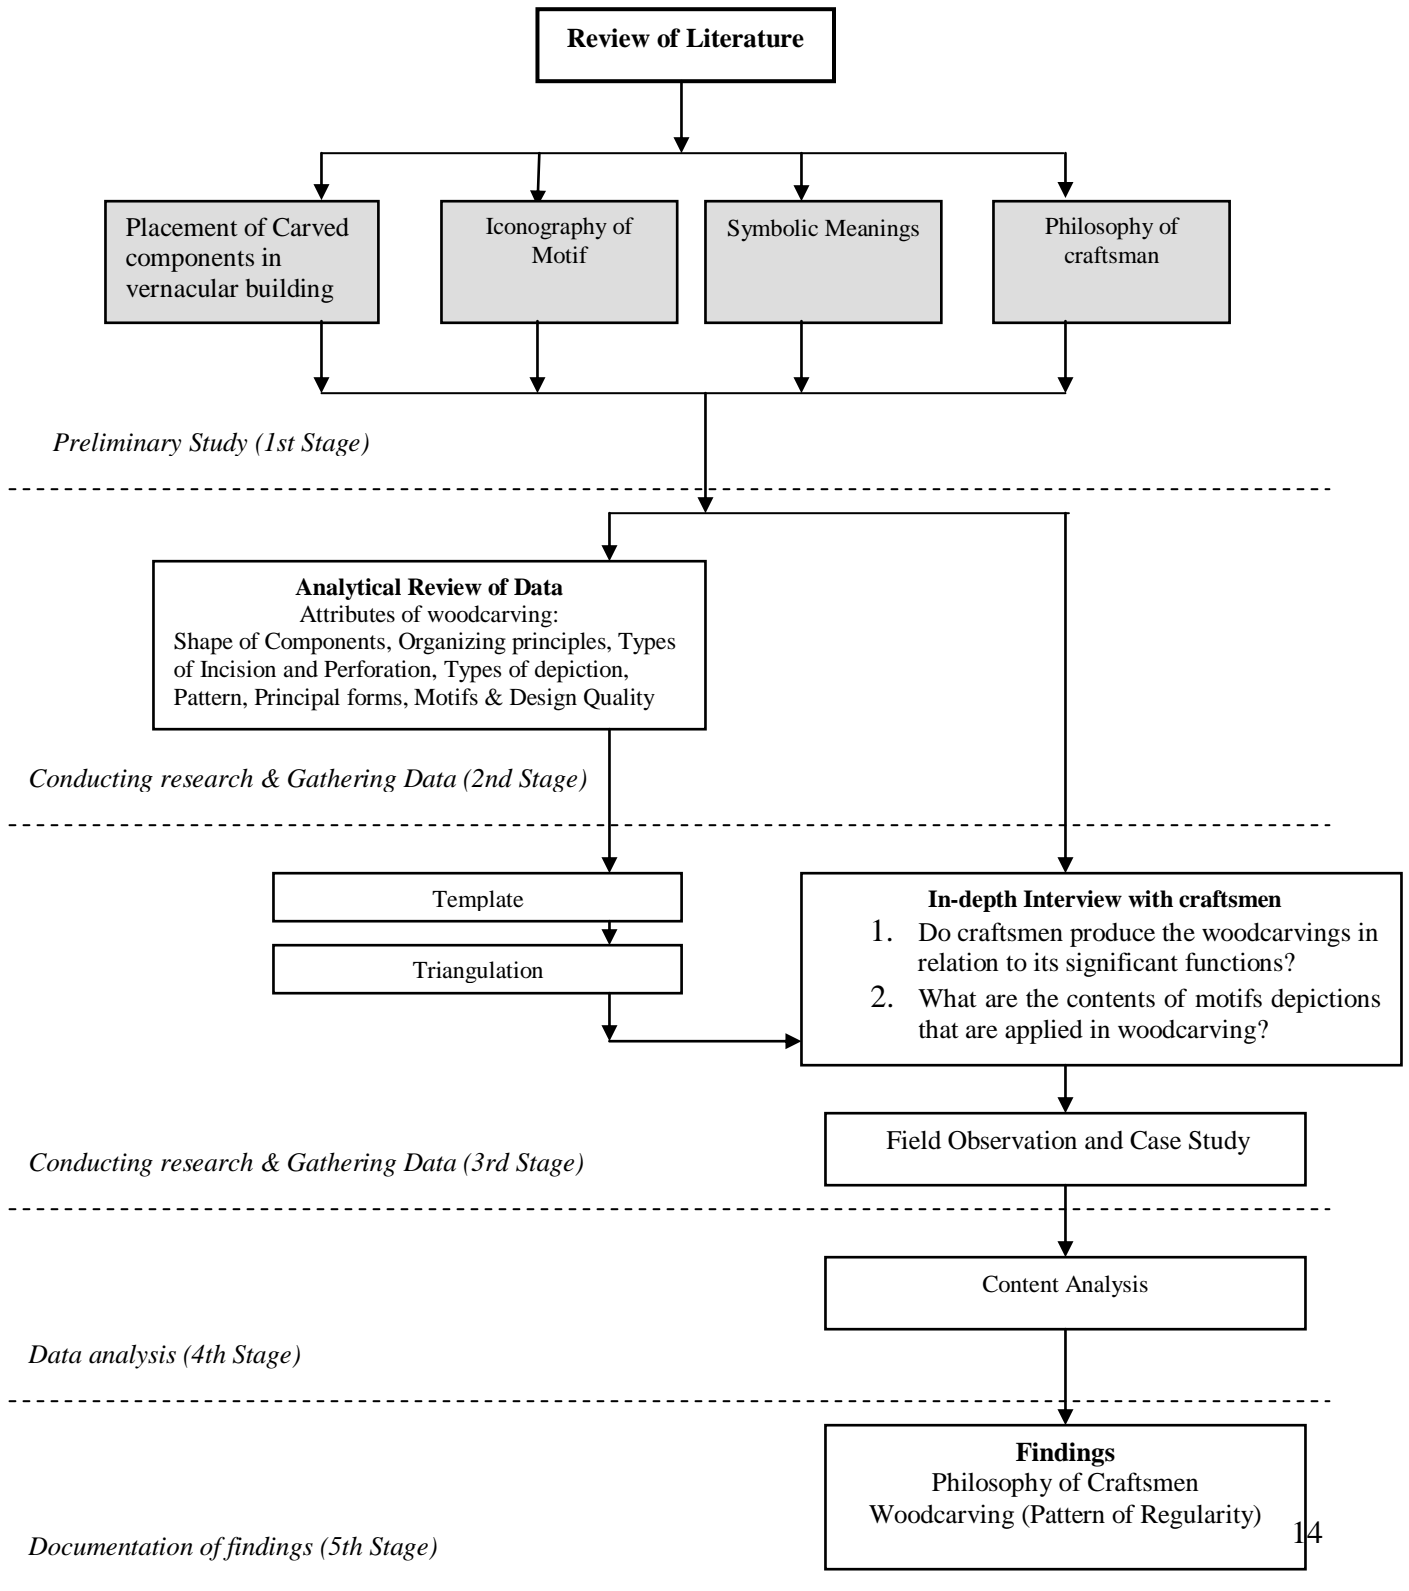 Review of Literature
Placement of Carved
components in
vernacular building
Iconography of
Motif
Symbolic Meanings
Philosophy of
craftsman
Preliminary Study (1st Stage)
Analytical Review of Data
Attributes of woodcarving:
Shape of Components, Organizing principles, Types
of Incision and Perforation, Types of depiction,
Pattern, Principal forms, Motifs & Design Quality
Conducting research & Gathering Data (2nd Stage)
Template
Triangulation
In-depth Interview with craftsmen
1. Do craftsmen produce the woodcarvings in
relation to its significant functions?
2. What are the contents of motifs depictions
that are applied in woodcarving?
Field Observation and Case Study
Conducting research & Gathering Data (3rd Stage)
Content Analysis
Data analysis (4th Stage)
Findings
Philosophy of Craftsmen
Woodcarving (Pattern of Regularity)
14
Documentation of findings (5th Stage)